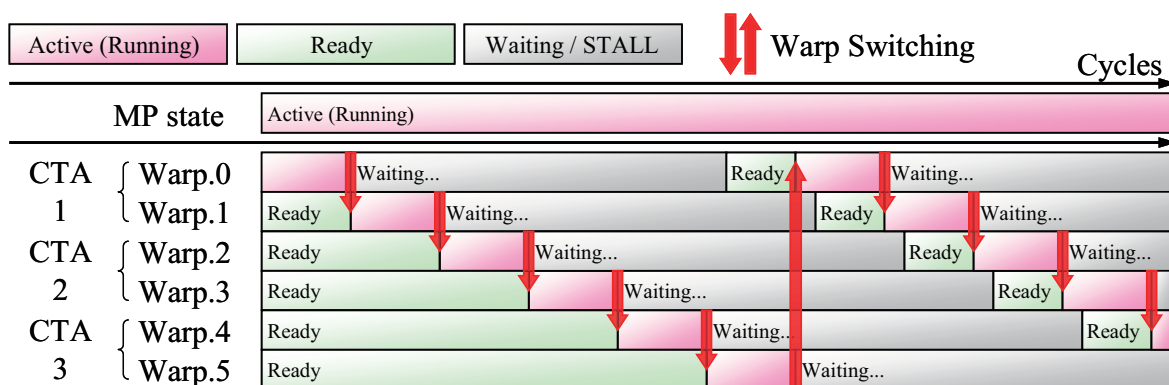 Active (Running) Ready Waiting / STALL Warp Switching
Cycles
MP state Active (Running)
CTA 1
Warp.0 Waiting... Ready Waiting...
Warp.1 Ready Waiting... Ready Waiting...
CTA 2
Warp.2 Ready Waiting... Ready Waiting...
Warp.3 Ready Waiting... Ready
CTA 3
Warp.4 Ready Waiting... Ready
Warp.5 Ready Waiting...